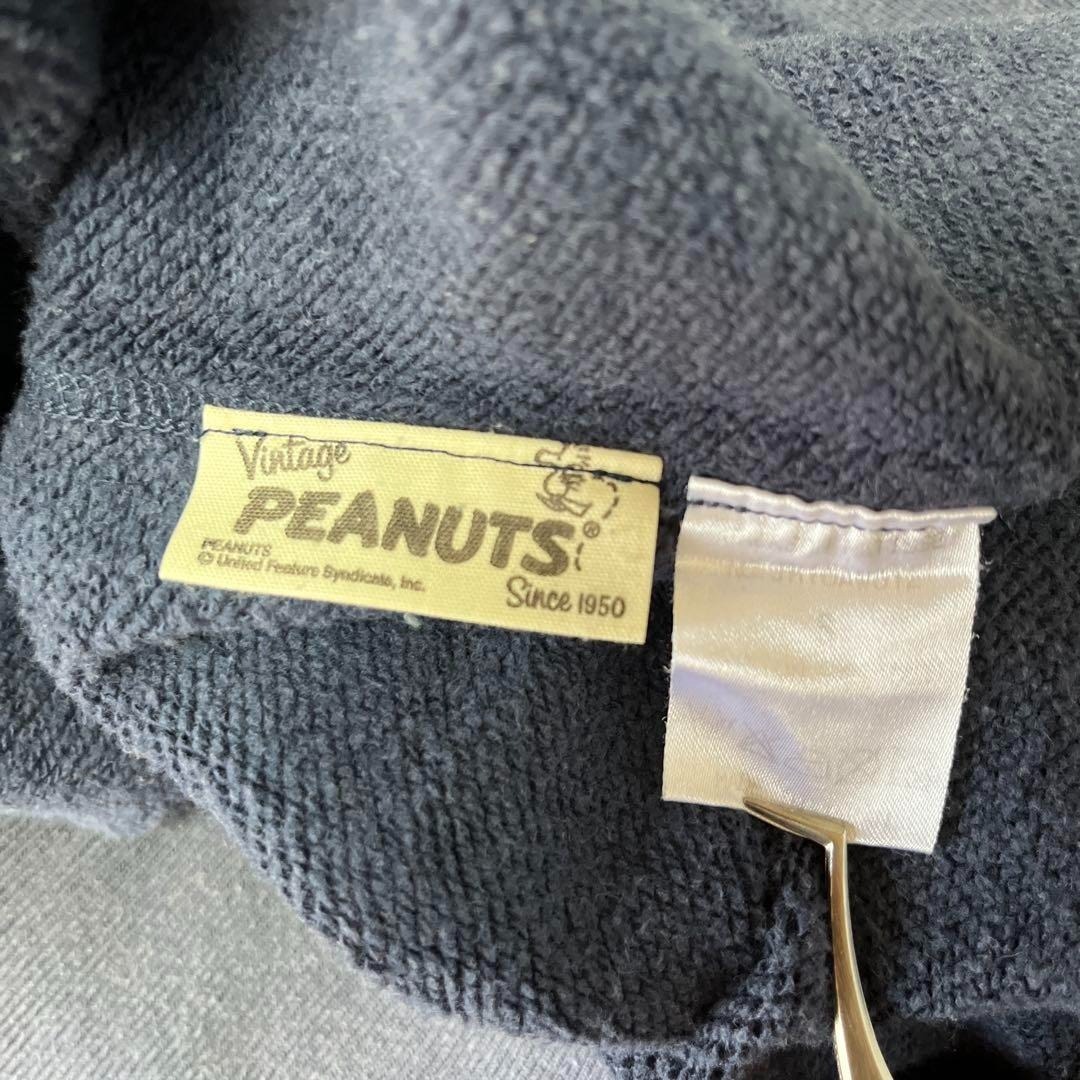 Vintage
PEANUTS®
PEANUTS
© United Feature Syndicate, Inc.
Since 1950